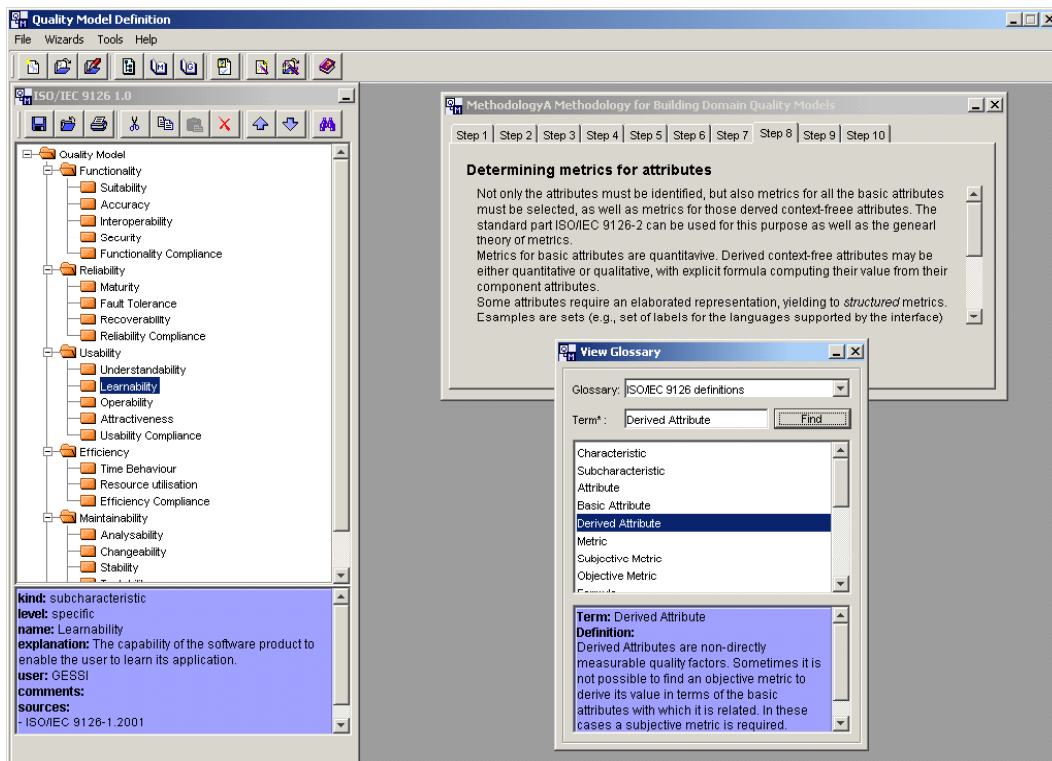 Quality Model Definition
File Wizards Tools Help
ISO/IEC 9126 1.0
Quality Model
Functionality
Suitability
Accuracy
Interoperability
Security
Functionality Compliance
Reliability
Maturity
Fault Tolerance
Recoverability
Reliability Compliance
Usability
Understandability
Learnability
Operability
Attractiveness
Usability Compliance
Efficiency
Time Behaviour
Resource utilisation
Efficiency Compliance
Maintainability
Analysability
Changeability
Stability
kind: subcharacteristic
level: specific
name: Learnability
explanation: The capability of the software product to
enable the user to learn its application.
user: GESSI
comments:
sources:
- ISO/IEC 9126-1.2001
MethodologyA Methodology for Building Domain Quality Models
Step 1 Step 2 Step 3 Step 4 Step 5 Step 6 Step 7 Step 8 Step 9 Step 10
Determining metrics for attributes
Not only the attributes must be identified, but also metrics for all the basic attributes
must be selected, as well as metrics for those derved context-freee attributes. The
standard part ISO/IEC 9126-2 can be used for this purpose as well as the genearl
theory of metrics.
Metrics for basic attributes are quantitavive. Derived context-free attributes may be
either quantitative or qualitative, with explicit formula computing their value from their
component attributes.
Some attributes require an elaborated representation, yielding to structured metrics.
Esamples are sets (e.g., set of labels for the languages supported by the interface)
View Glossary
Glossary: ISO/IEC 9126 definitions
Term* : Derived Attribute Find
Characteristic
Subcharacteristic
Attribute
Basic Attribute
Derived Attribute
Metric
Subjective Metric
Objective Metric
Term: Derived Attribute
Definition:
Derived Attributes are non-directly
measurable quality factors. Sometimes it is
not possible to find an objective metric to
derive its value in terms of the basic
attributes with which it is related. In these
cases a subjective metric is required.